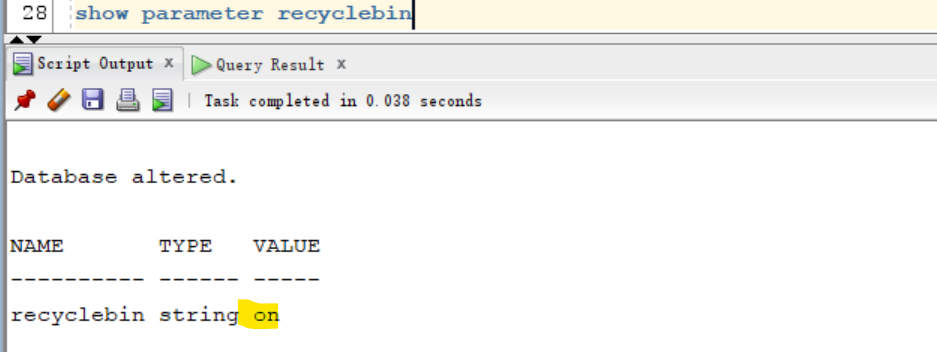 28 show parameter recyclebin
Script Output x Query Result x
Task completed in 0.038 seconds
Database altered.
NAME       TYPE   VALUE
---------- ------ -----
recyclebin string on